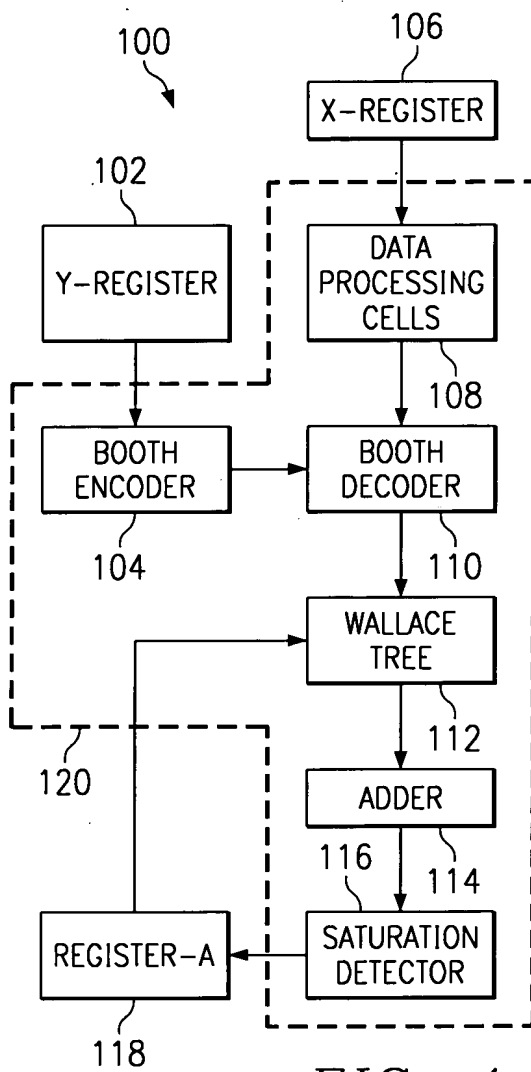 100
106
X-REGISTER
102
Y-REGISTER
DATA
PROCESSING
CELLS
108
BOOTH
ENCODER
104
BOOTH
DECODER
110
WALLACE
TREE
112
120
ADDER
114
116
SATURATION
DETECTOR
REGISTER-A
118